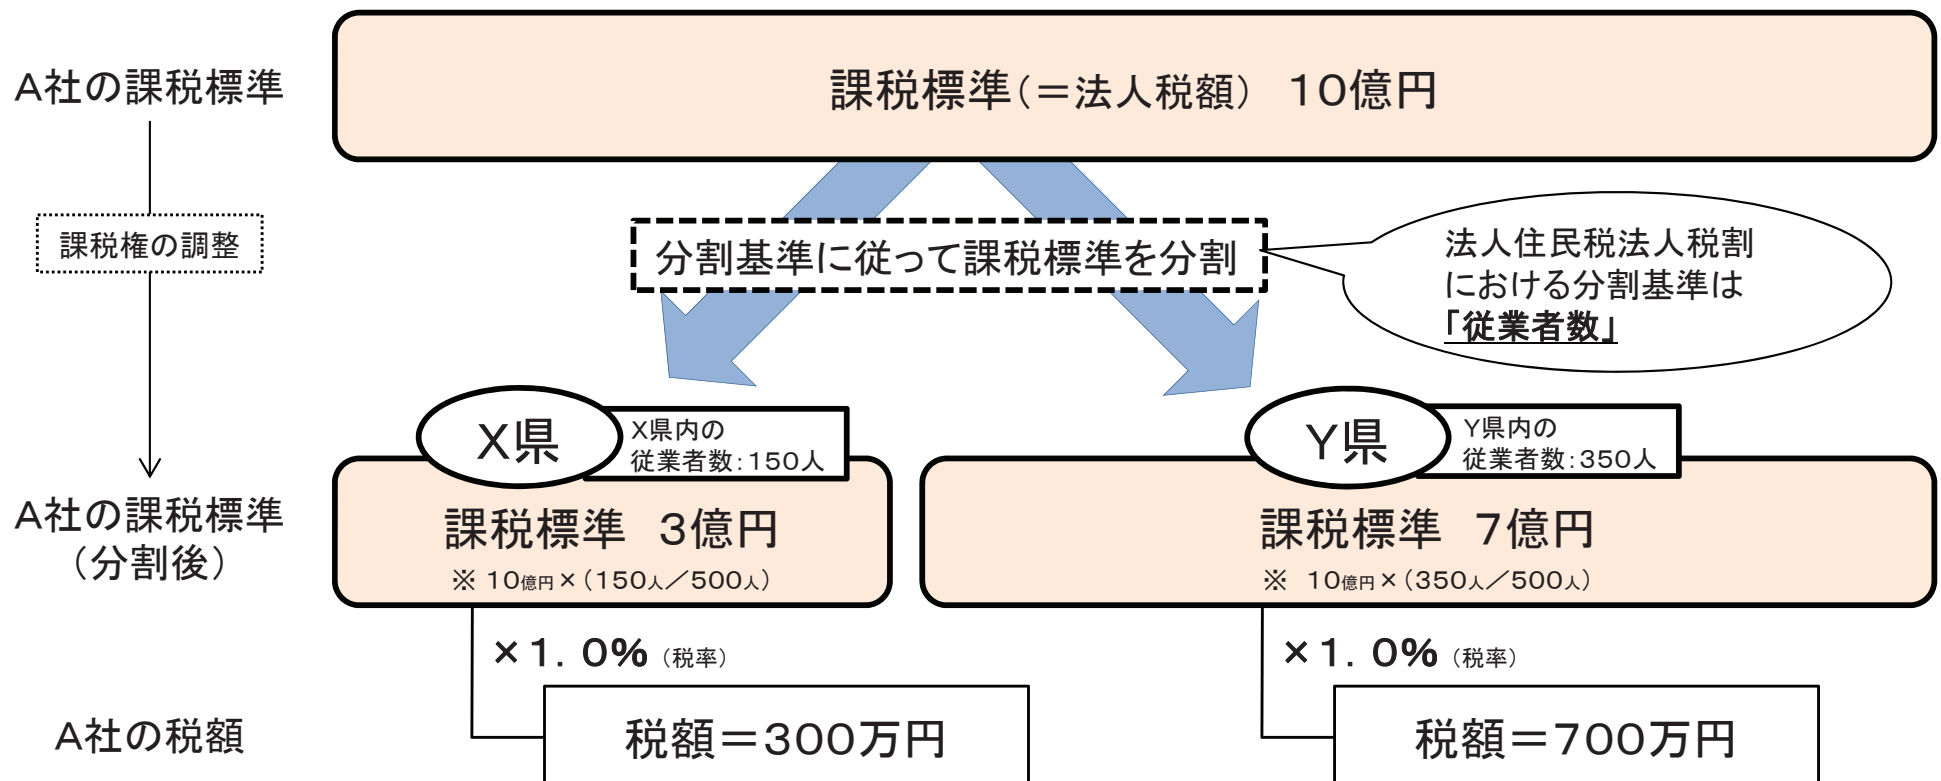 A社の課税標準
課税標準(=法人税額) 10億円
課税権の調整
分割基準に従って課税標準を分割
法人住民税法人税割
における分割基準は
「従業者数」
X県
X県内の
従業者数:150人
Y県
Y県内の
従業者数:350人
A社の課税標準
(分割後)
課税標準 3億円
※ 10億円×(150人/500人)
課税標準 7億円
※ 10億円×(350人/500人)
×1.0%(税率)
×1.0%(税率)
A社の税額
税額=300万円
税額=700万円